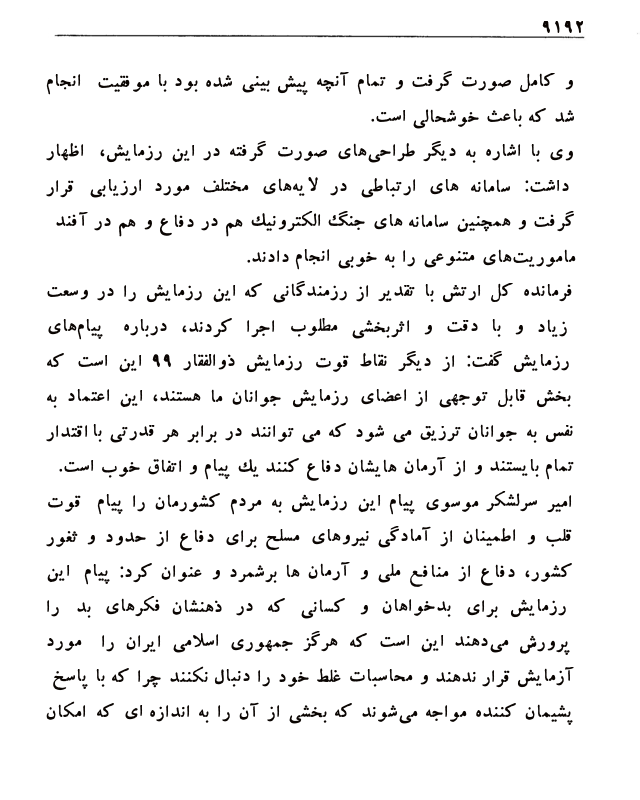 ۹۱۹۲
و کامل صورت گرفت و تمام آنچه پیش بینی شده بود با موفقیت انجام
شد که باعث خوشحالی است.
وی با اشاره به دیگر طراحی‌های صورت گرفته در این رزمایش، اظهار
داشت: سامانه های ارتباطی در لایه‌های مختلف مورد ارزیابی قرار
گرفت و همچنین سامانه های جنگ الکترونیك هم در دفاع و هم در آفند
ماموریت‌های متنوعی را به خوبی انجام دادند.
فرمانده کل ارتش با تقدیر از رزمندگانی که این رزمایش را در وسعت
زیاد و با دقت و اثربخشی مطلوب اجرا کردند، درباره پیام‌های
رزمایش گفت: از دیگر نقاط قوت رزمایش ذوالفقار ۹۹ این است که
بخش قابل توجهی از اعضای رزمایش جوانان ما هستند، این اعتماد به
نفس به جوانان تزریق می شود که می توانند در برابر هر قدرتی با اقتدار
تمام بایستند و از آرمان هایشان دفاع کنند یك پیام و اتفاق خوب است.
امیر سرلشکر موسوی پیام این رزمایش به مردم کشورمان را پیام قوت
قلب و اطمینان از آمادگی نیروهای مسلح برای دفاع از حدود و ثغور
کشور، دفاع از منافع ملی و آرمان ها برشمرد و عنوان کرد: پیام این
رزمایش برای بدخواهان و کسانی که در ذهنشان فکرهای بد را
پرورش می‌دهند این است که هرگز جمهوری اسلامی ایران را مورد
آزمایش قرار ندهند و محاسبات غلط خود را دنبال نکنند چرا که با پاسخ
پشیمان کننده مواجه می‌شوند که بخشی از آن را به اندازه ای که امکان